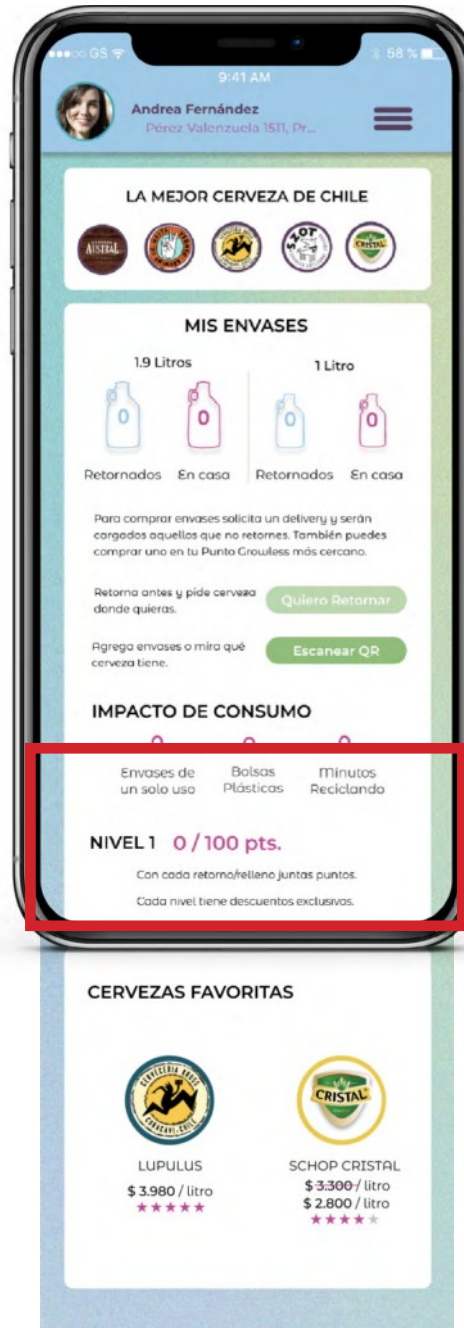 GS 58 %
9:41 AM
Andrea Fernández
Pérez Valenzuela 1511, Pr...
LA MEJOR CERVEZA DE CHILE
AUSTRAL
SZOT
CRISTAL
MIS ENVASES
1.9 Litros 1 Litro
0 0 0 0
Retornados En casa Retornados En casa
Para comprar envases solicita un delivery y serán
cargados aquellos que no retornes. También puedes
comprar uno en tu Punto Growless más cercano.
Retorna antes y pide cerveza
donde quieras.
Quiero Retornar
Agrega envases o mira qué
cerveza tiene.
Escanear QR
IMPACTO DE CONSUMO
Envases de Bolsas Minutos
un solo uso Plásticas Reciclando
NIVEL 1 0 / 100 pts.
Con cada retorno/relleno juntas puntos.
Cada nivel tiene descuentos exclusivos.
CERVEZAS FAVORITAS
CERVECERIA KROSS
CURACAVI-CHILE
CRISTAL
LUPULUS SCHOP CRISTAL
$ 3.980 / litro $ 3.300 / litro
$ 2.800 / litro